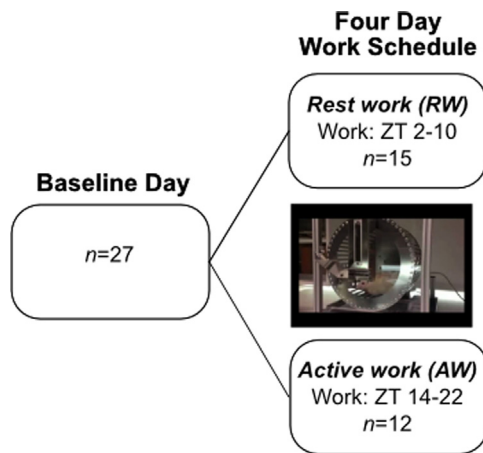 Four Day
Work Schedule
Rest work (RW)
Work: ZT 2-10
n=15
Baseline Day
n=27
Active work (AW)
Work: ZT 14-22
n=12